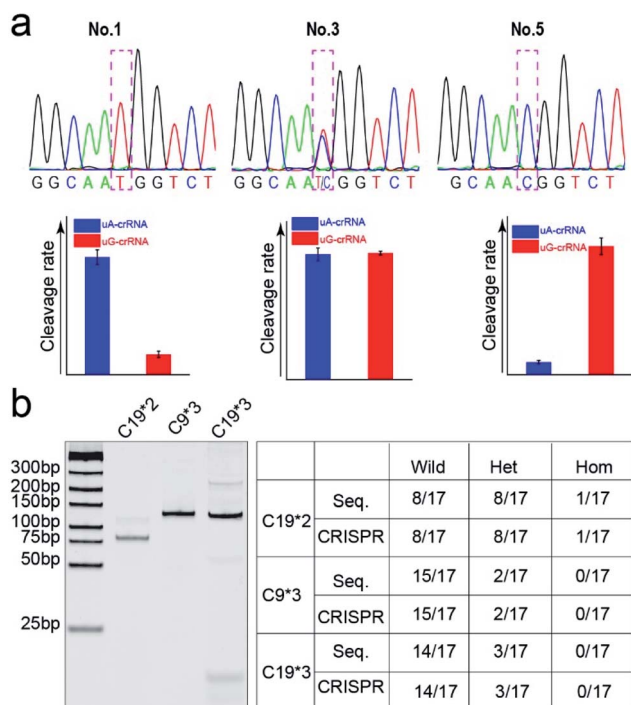 a
No.1 No.3 No.5
GGCAATGGTCT GGCAAT/CGGTCT GCAACGGTCT
uA-crRNA uA-crRNA uA-crRNA
uG-crRNA uG-crRNA uG-crRNA
Cleavage rate Cleavage rate Cleavage rate
b
C19*2 C9*3 C19*3
300bp
200bp
150bp
100bp
75bp
50bp
25bp
Wild Het Hom
C19*2
Seq. 8/17 8/17 1/17
CRISPR 8/17 8/17 1/17
C9*3
Seq. 15/17 2/17 0/17
CRISPR 15/17 2/17 0/17
C19*3
Seq. 14/17 3/17 0/17
CRISPR 14/17 3/17 0/17